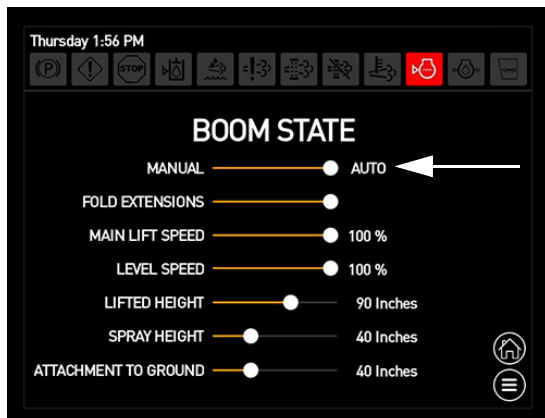 Thursday 1:56 PM
(P) STOP
BOOM STATE
MANUAL AUTO
FOLD EXTENSIONS
MAIN LIFT SPEED 100 %
LEVEL SPEED 100 %
LIFTED HEIGHT 90 Inches
SPRAY HEIGHT 40 Inches
ATTACHMENT TO GROUND 40 Inches